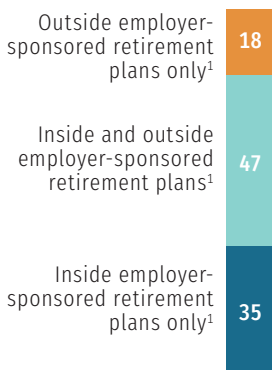 Outside employer-
sponsored retirement
plans only¹
18
Inside and outside
employer-sponsored
retirement plans¹
47
Inside employer-
sponsored retirement
plans only¹
35